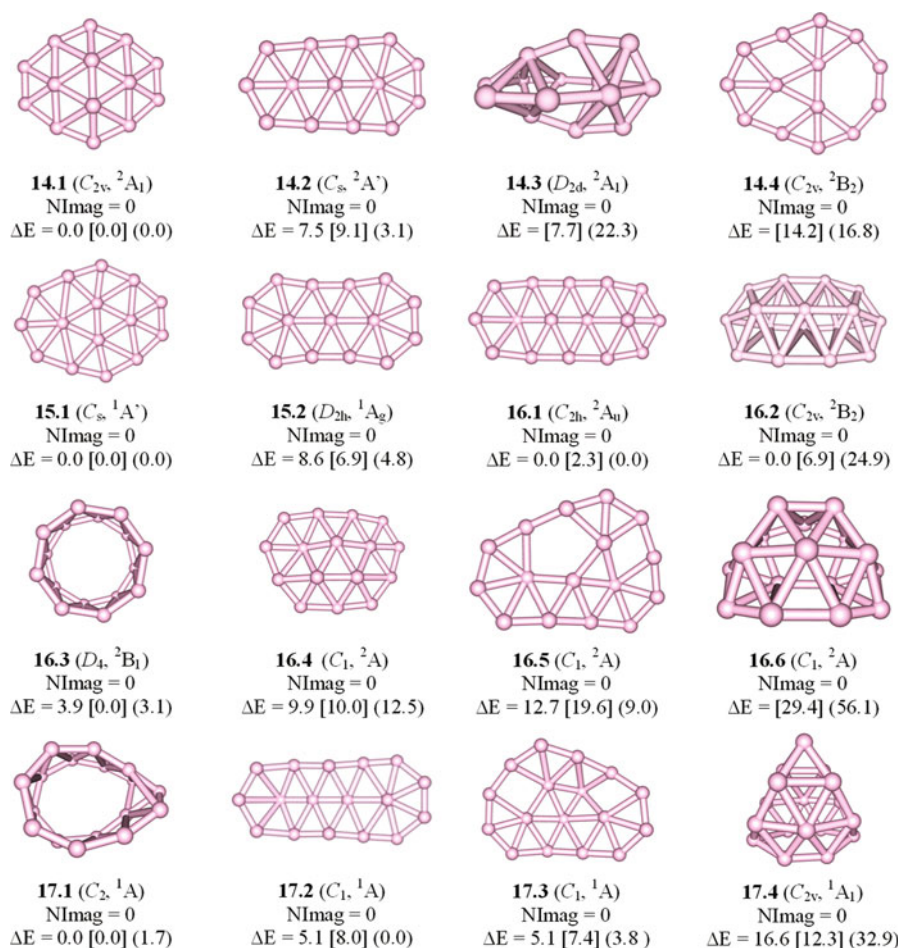 14.1 (C2v, ²A1)
NImag = 0
ΔE = 0.0 [0.0] (0.0)
14.2 (Cs, ²A’)
NImag = 0
ΔE = 7.5 [9.1] (3.1)
14.3 (D2d, ²A1)
NImag = 0
ΔE = [7.7] (22.3)
14.4 (C2v, ²B2)
NImag = 0
ΔE = [14.2] (16.8)
15.1 (Cs, ¹A’)
NImag = 0
ΔE = 0.0 [0.0] (0.0)
15.2 (D2h, ¹Ag)
NImag = 0
ΔE = 8.6 [6.9] (4.8)
16.1 (C2h, ²Au)
NImag = 0
ΔE = 0.0 [2.3] (0.0)
16.2 (C2v, ²B2)
NImag = 0
ΔE = 0.0 [6.9] (24.9)
16.3 (D4, ²B1)
NImag = 0
ΔE = 3.9 [0.0] (3.1)
16.4 (C1, ²A)
NImag = 0
ΔE = 9.9 [10.0] (12.5)
16.5 (C1, ²A)
NImag = 0
ΔE = 12.7 [19.6] (9.0)
16.6 (C1, ²A)
NImag = 0
ΔE = [29.4] (56.1)
17.1 (C2, ¹A)
NImag = 0
ΔE = 0.0 [0.0] (1.7)
17.2 (C1, ¹A)
NImag = 0
ΔE = 5.1 [8.0] (0.0)
17.3 (C1, ¹A)
NImag = 0
ΔE = 5.1 [7.4] (3.8 )
17.4 (C2v, ¹A1)
NImag = 0
ΔE = 16.6 [12.3] (32.9)